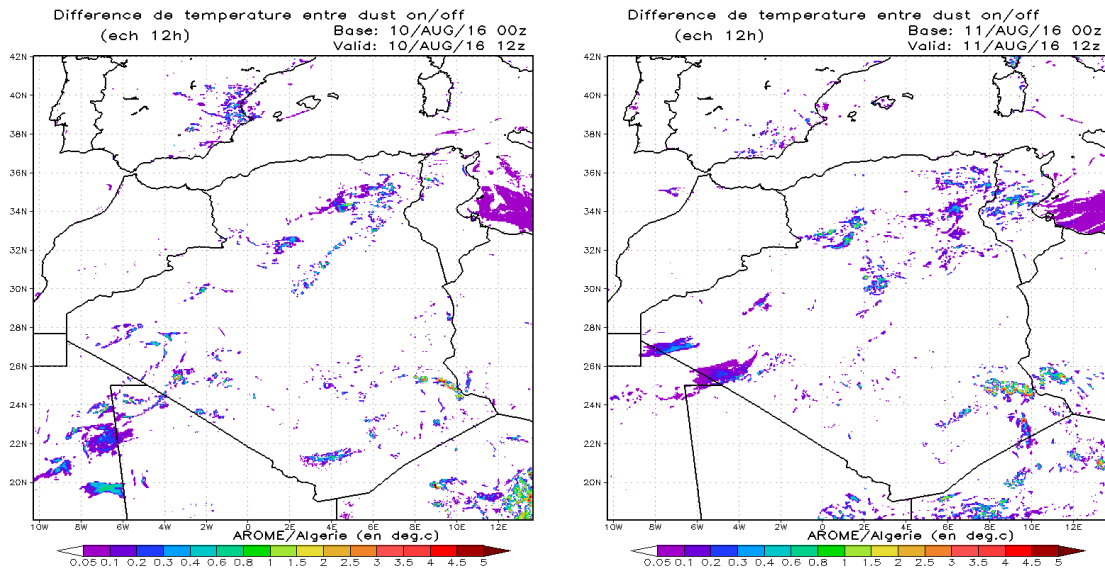 Difference de temperature entre dust on/off
(ech 12h)
Base: 10/AUG/16 00z
Valid: 10/AUG/16 12z
42N
40N
38N
36N
34N
32N
30N
28N
26N
24N
22N
20N
10W 8W 6W 4W 2W 0 2E 4E 6E 8E 10E 12E
AROME/Algerie (en deg.c)
0.05 0.1 0.2 0.3 0.4 0.6 0.8 1 1.5 2 2.5 3 3.5 4 4.5 5
Difference de temperature entre dust on/off
(ech 12h)
Base: 11/AUG/16 00z
Valid: 11/AUG/16 12z
42N
40N
38N
36N
34N
32N
30N
28N
26N
24N
22N
20N
10W 8W 6W 4W 2W 0 2E 4E 6E 8E 10E 12E
AROME/Algerie (en deg.c)
0.05 0.1 0.2 0.3 0.4 0.6 0.8 1 1.5 2 2.5 3 3.5 4 4.5 5